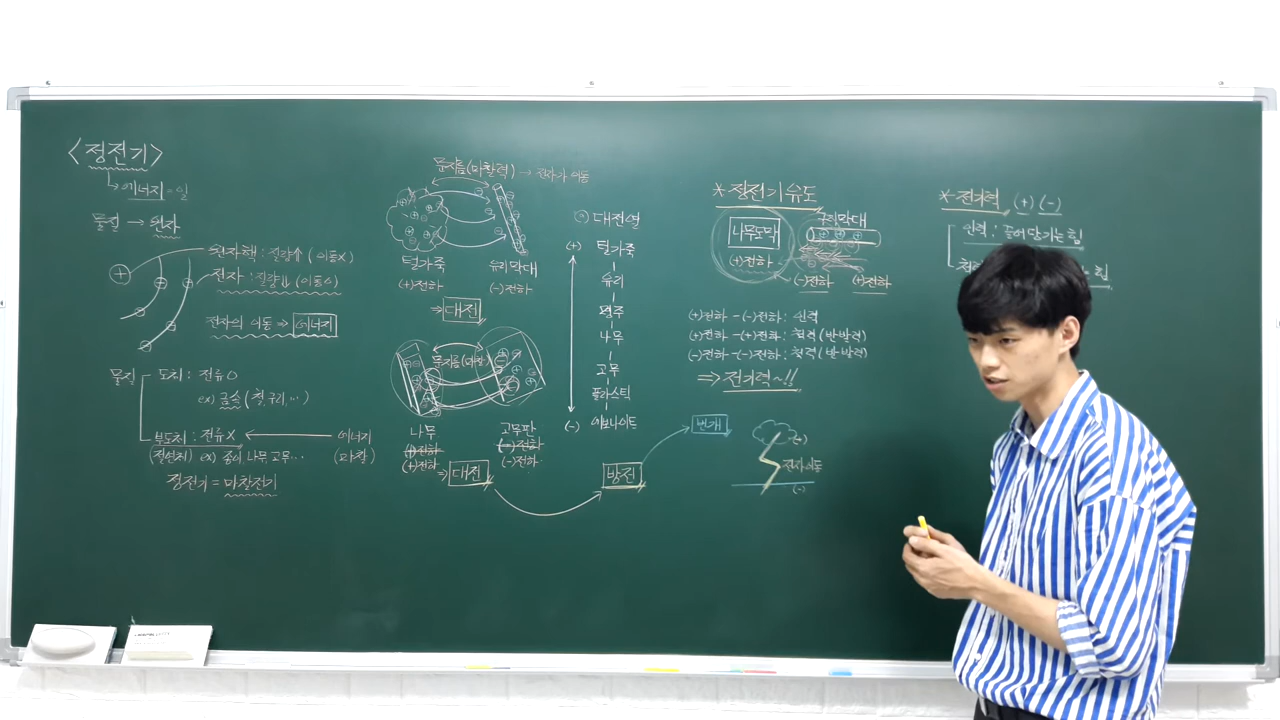 <정전기>
→ 에너지 = 일
물질 → 원자
원자핵 : 질량↑ (이동X)
전자 : 질량↓ (이동O)
전자의 이동 ⇒ 에너지
물질
도체 : 전류O
ex) 금속 (철, 구리, …)
부도체 : 전류X ← 에너지
(절연체) ex) 종이, 나무, 고무… (마찰)
정전기 = 마찰전기
문지름(마찰력) → 전자가 이동
털가죽 유리막대
(+)전하 (-)전하
⇒ 대전
문지름(마찰)
나무 고무판
(+)전하 (-)전하
⇒ 대전
⊕ 대전열
(+) 털가죽
유리
명주
나무
고무
플라스틱
(-) 에보나이트
방전
번개
*정전기유도
나무도막
막대
(+)전하
(-)전하 (+)전하
(+)전하 - (-)전하 : 인력
(+)전하 - (+)전하 : 척력 (반발력)
(-)전하 - (-)전하 : 척력 (반발력)
⇒ 전기력~!!
(+)
전자이동
(-)
*전기력 (+) (-)
인력 : 끌어당기는 힘
힘